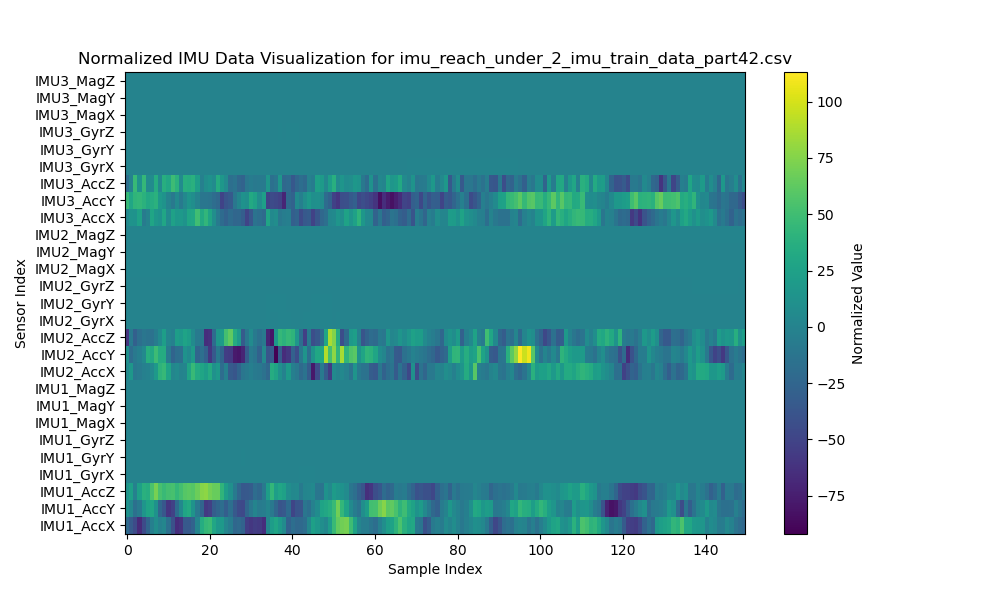 Normalized IMU Data Visualization for imu_reach_under_2_imu_train_data_part42.csv
IMU3_MagZ
IMU3_MagY
IMU3_MagX
IMU3_GyrZ
IMU3_GyrY
IMU3_GyrX
IMU3_AccZ
IMU3_AccY
IMU3_AccX
IMU2_MagZ
IMU2_MagY
IMU2_MagX
IMU2_GyrZ
IMU2_GyrY
IMU2_GyrX
IMU2_AccZ
IMU2_AccY
IMU2_AccX
IMU1_MagZ
IMU1_MagY
IMU1_MagX
IMU1_GyrZ
IMU1_GyrY
IMU1_GyrX
IMU1_AccZ
IMU1_AccY
IMU1_AccX
Sensor Index
0 20 40 60 80 100 120 140
Sample Index
100
75
50
25
0
−25
−50
−75
Normalized Value